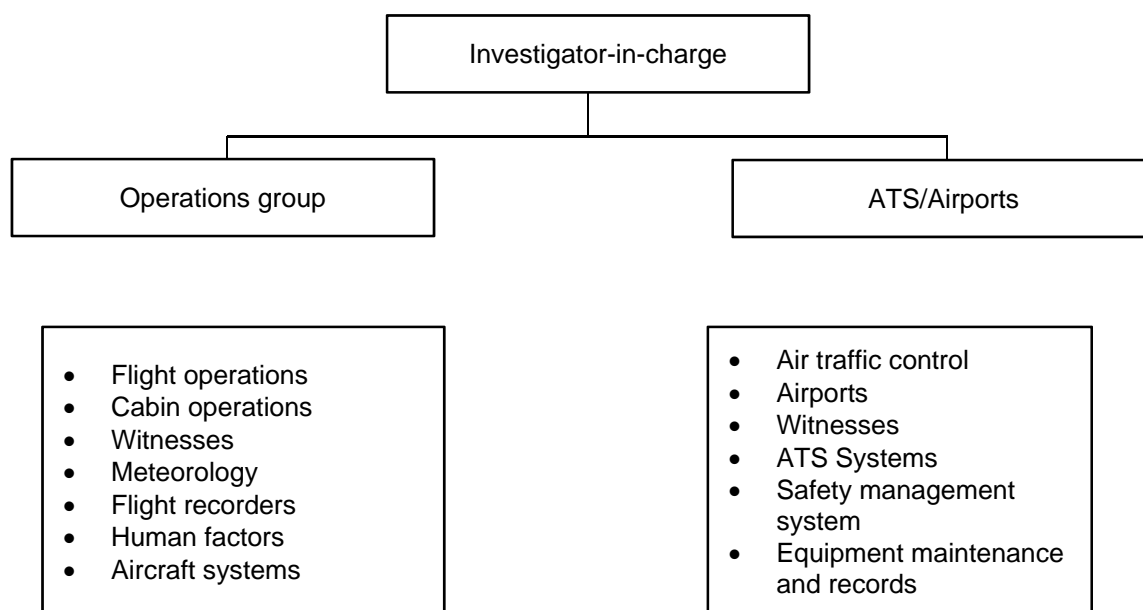 Investigator-in-charge
Operations group
ATS/Airports
• Flight operations
• Cabin operations
• Witnesses
• Meteorology
• Flight recorders
• Human factors
• Aircraft systems
• Air traffic control
• Airports
• Witnesses
• ATS Systems
• Safety management
system
• Equipment maintenance
and records